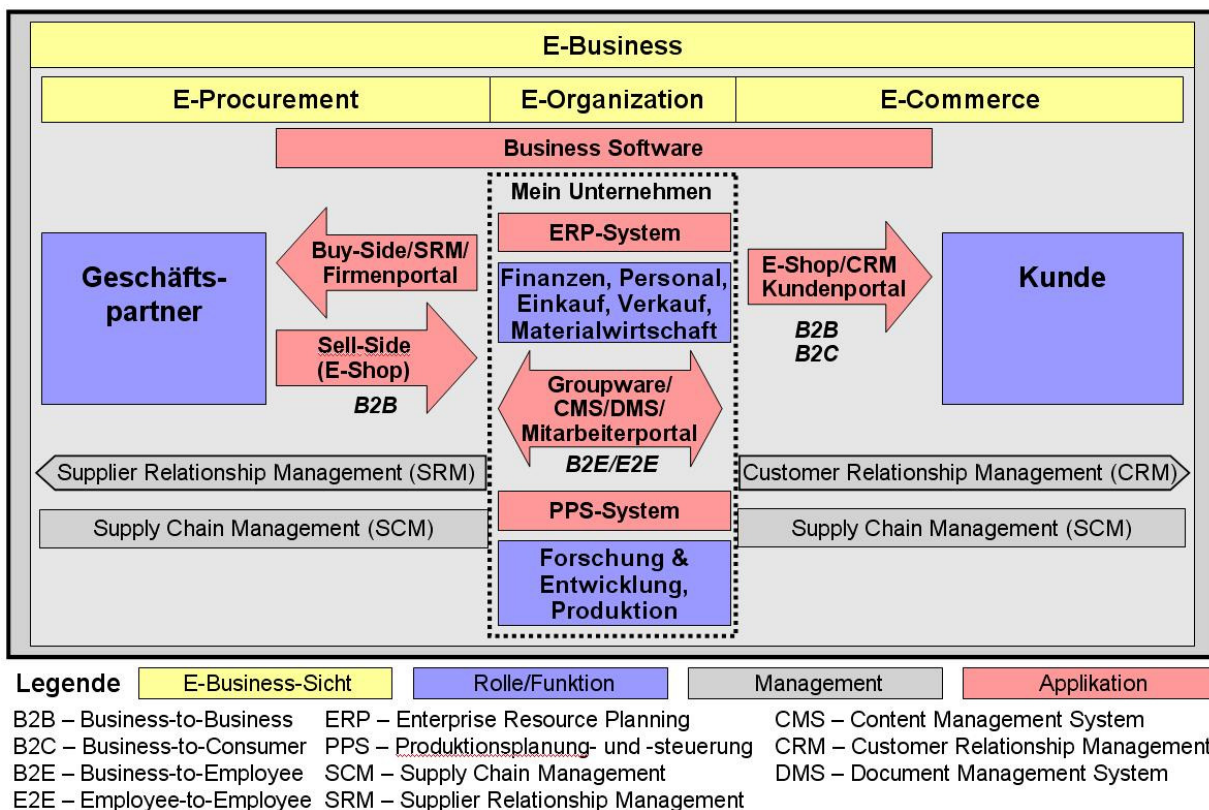 E-Business
E-Procurement
E-Organization
E-Commerce
Business Software
Mein Unternehmen
Geschäfts-
partner
Buy-Side/SRM/
Firmenportal
Sell-Side
(E-Shop)
B2B
ERP-System
Finanzen, Personal,
Einkauf, Verkauf,
Materialwirtschaft
Groupware/
CMS/DMS/
Mitarbeiterportal
B2E/E2E
PPS-System
Forschung &
Entwicklung,
Produktion
E-Shop/CRM
Kundenportal
B2B
B2C
Kunde
Supplier Relationship Management (SRM)
Customer Relationship Management (CRM)
Supply Chain Management (SCM)
Supply Chain Management (SCM)
Legende
E-Business-Sicht
Rolle/Funktion
Management
Applikation
B2B – Business-to-Business
B2C – Business-to-Consumer
B2E – Business-to-Employee
E2E – Employee-to-Employee
ERP – Enterprise Resource Planning
PPS – Produktionsplanung- und -steuerung
SCM – Supply Chain Management
SRM – Supplier Relationship Management
CMS – Content Management System
CRM – Customer Relationship Management
DMS – Document Management System